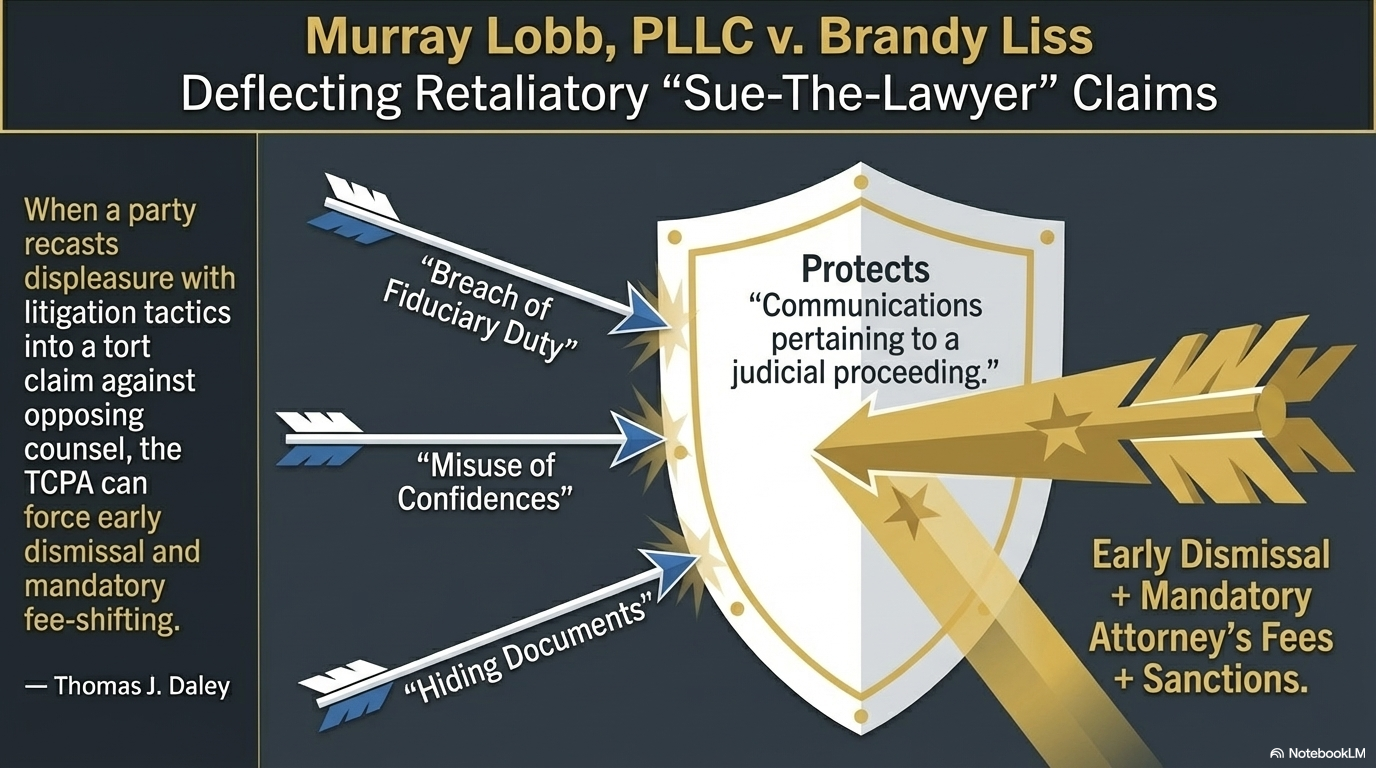 Murray Lobb, PLLC v. Brandy Liss
Deflecting Retaliatory “Sue-The-Lawyer” Claims
When a party
recasts
displeasure with
litigation tactics
into a tort
claim against
opposing
counsel, the
TCPA can
force early
dismissal and
mandatory
fee-shifting.
— Thomas J. Daley
“Breach of
Fiduciary Duty”
“Misuse of
Confidences”
“Hiding Documents”
Protects
“Communications
pertaining to a
judicial proceeding.”
Early Dismissal
+ Mandatory
Attorney’s Fees
+ Sanctions.
NotebookLM